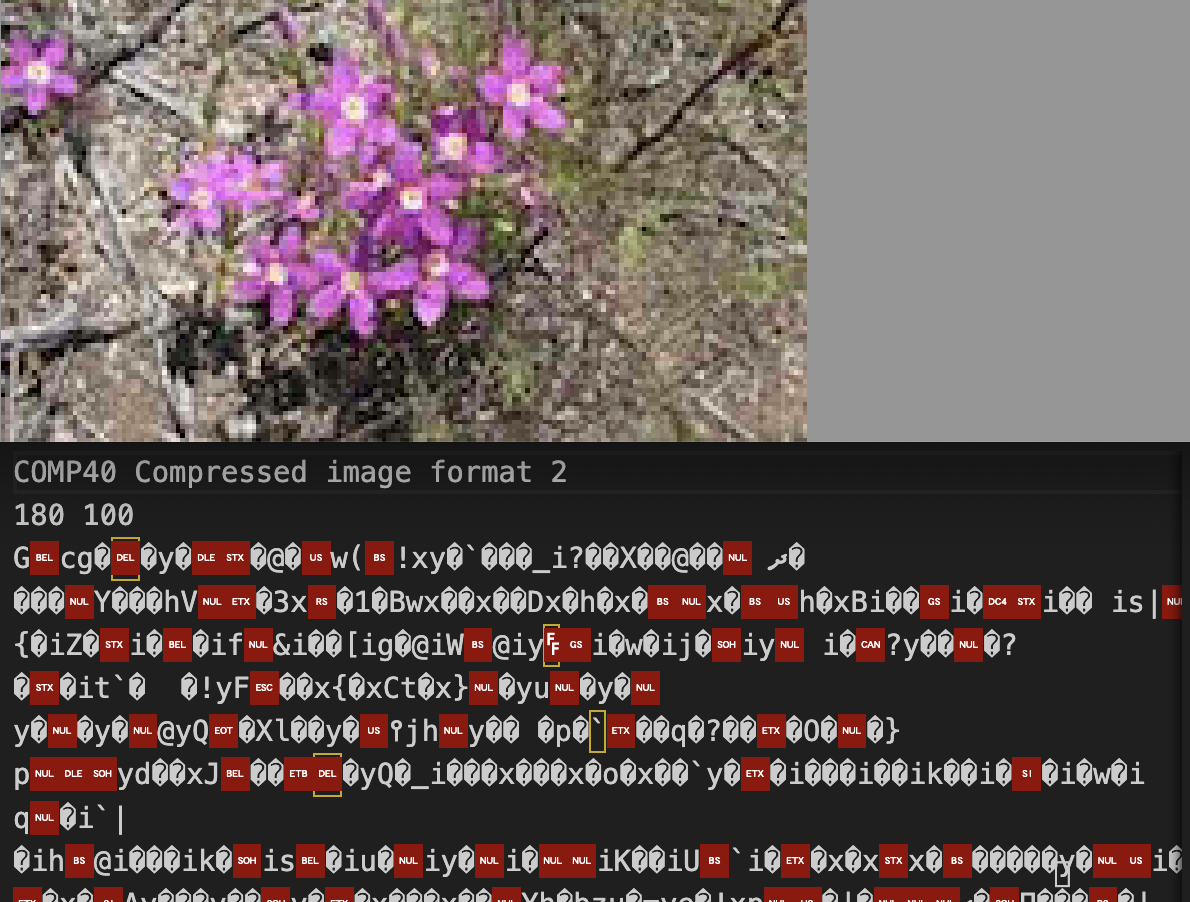 COMP40 Compressed image format 2
180 100
G BEL cg� DEL �y� DLE STX �@� US w( BS !xy�`���_i?��X��@�� NUL �
��� NUL Y���hV NUL ETX �3x RS �1�Bwx��x��Dx�h�x� BS NUL x� BS US h�xBi�� GS i� DC4 STX i�� is|
{�iZ� STX i� BEL �if NUL &i��[ig�@iW BS @iy FF GS i�w�ij� SOH iy NUL i� CAN ?y�� NUL �?
� STX �it`� �!yF ESC ��x{�xCt�x} NUL �yu NUL �y� NUL
y� NUL �y� NUL @yQ EOT �Xl��y� US jh NUL y�� �p�` ETX ��q�?�� ETX �O� NUL �}
p NUL DLE SOH yd��xJ BEL �� ETB DEL �yQ�_i���x���x�o�x��`y� ETX �i���i��ik��i� SI �i�w�i
q NUL �i`|
�ih BS @i���ik� SOH is BEL �iu� NUL iy� NUL i� NUL NUL iK��iU BS `i� ETX �x�x STX x� BS �����y� NUL US i�